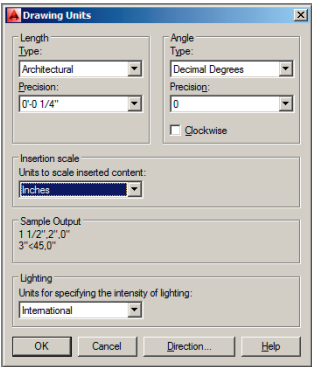 Drawing Units
Length
Type:
Architectural
Precision:
0'-0 1/4"
Angle
Type:
Decimal Degrees
Precision:
0
Clockwise
Insertion scale
Units to scale inserted content:
Inches
Sample Output
1 1/2",2",0"
3"<45,0"
Lighting
Units for specifying the intensity of lighting:
International
OK
Cancel
Direction...
Help